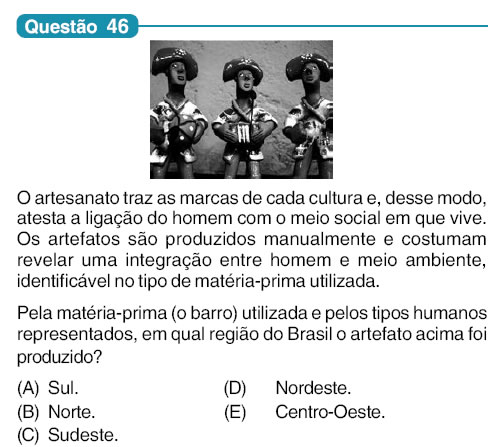 Questão 46
O artesanato traz as marcas de cada cultura e, desse modo,
atesta a ligação do homem com o meio social em que vive.
Os artefatos são produzidos manualmente e costumam
revelar uma integração entre homem e meio ambiente,
identificável no tipo de matéria-prima utilizada.
Pela matéria-prima (o barro) utilizada e pelos tipos humanos
representados, em qual região do Brasil o artefato acima foi
produzido?
(A) Sul. (D) Nordeste.
(B) Norte. (E) Centro-Oeste.
(C) Sudeste.